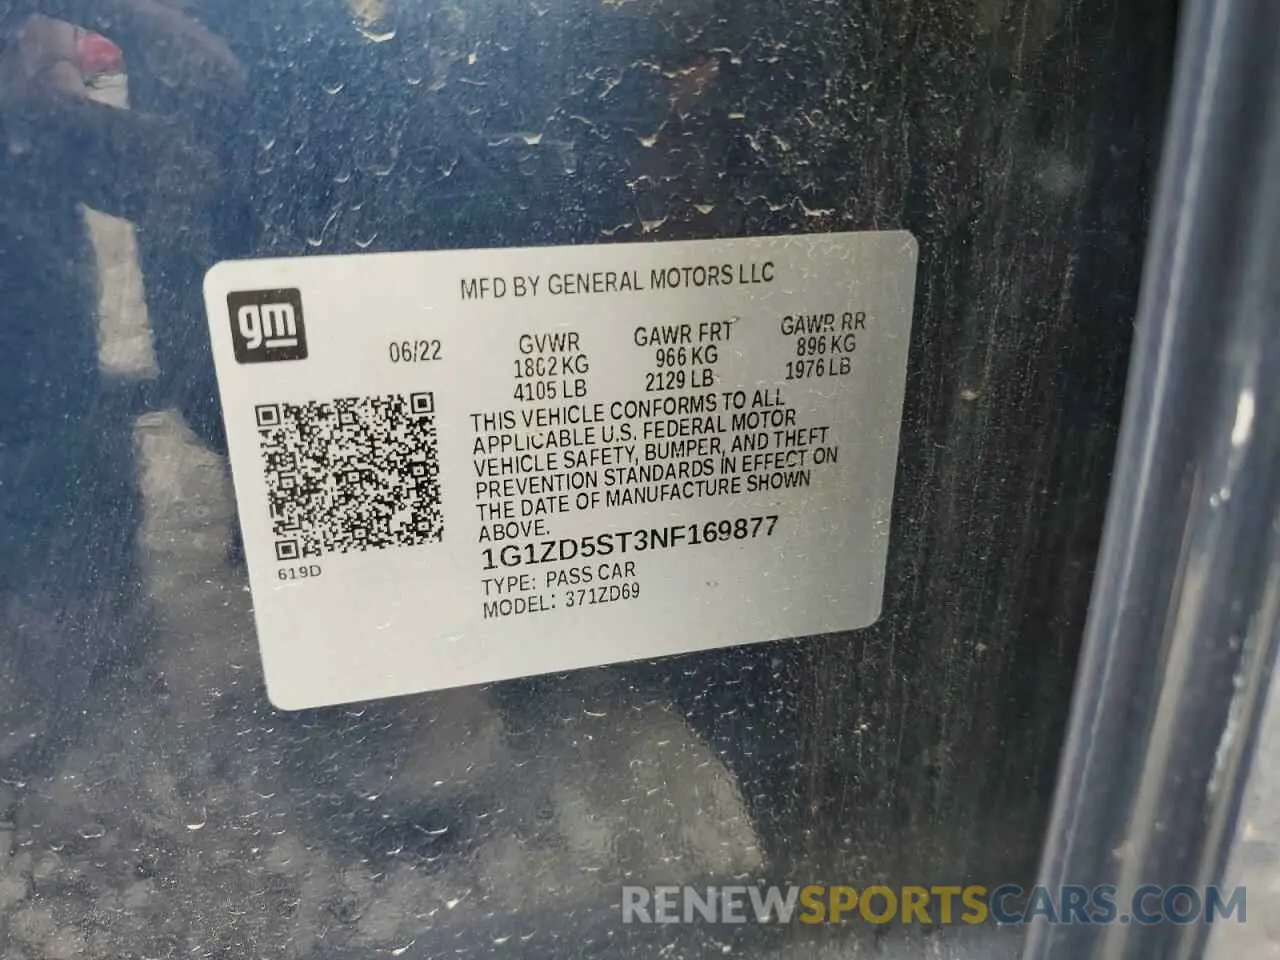 MFD BY GENERAL MOTORS LLC
gm
06/22
GVWR
1862 KG
4105 LB
GAWR FRT
966 KG
2129 LB
GAWR RR
896 KG
1976 LB
THIS VEHICLE CONFORMS TO ALL
APPLICABLE U.S. FEDERAL MOTOR
VEHICLE SAFETY, BUMPER, AND THEFT
PREVENTION STANDARDS IN EFFECT ON
THE DATE OF MANUFACTURE SHOWN
ABOVE.
1G1ZD5ST3NF169877
TYPE: PASS CAR
MODEL: 371ZD69
619D
RENEWSPORTSCARS.COM